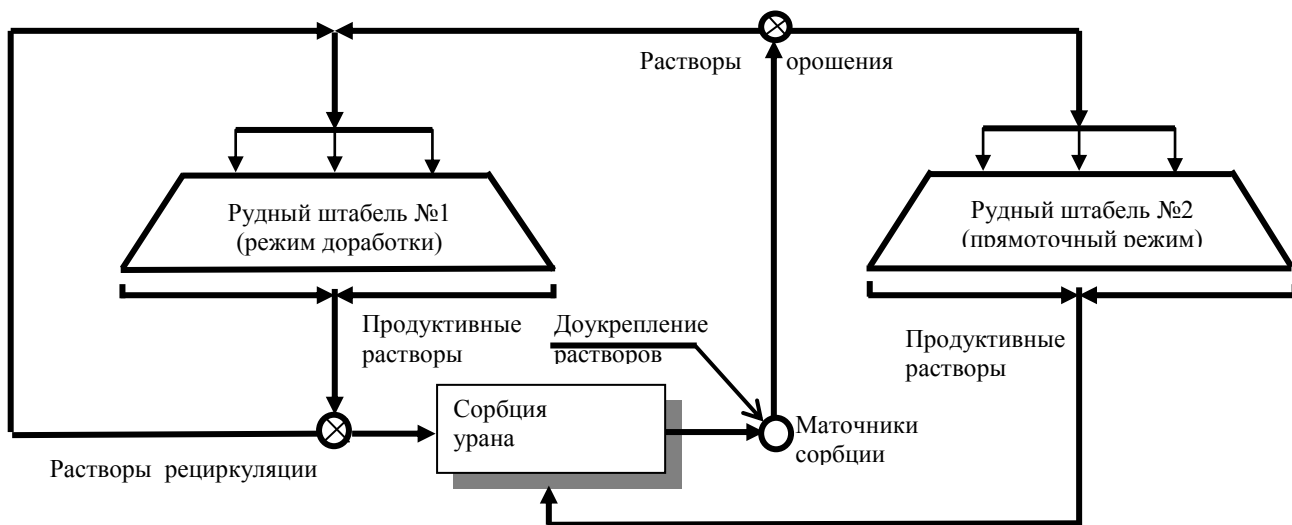 Растворы орошения
Рудный штабель №1
(режим доработки)
Рудный штабель №2
(прямоточный режим)
Продуктивные
растворы
Доукрепление
растворов
Продуктивные
растворы
Сорбция
урана
Маточники
сорбции
Растворы рециркуляции